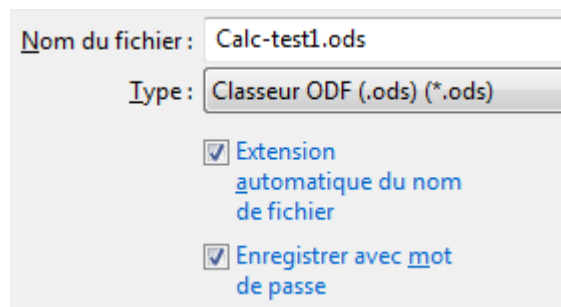 Nom du fichier : Calc-test1.ods
Type : Classeur ODF (.ods) (*.ods)
Extension
automatique du nom
de fichier
Enregistrer avec mot
de passe